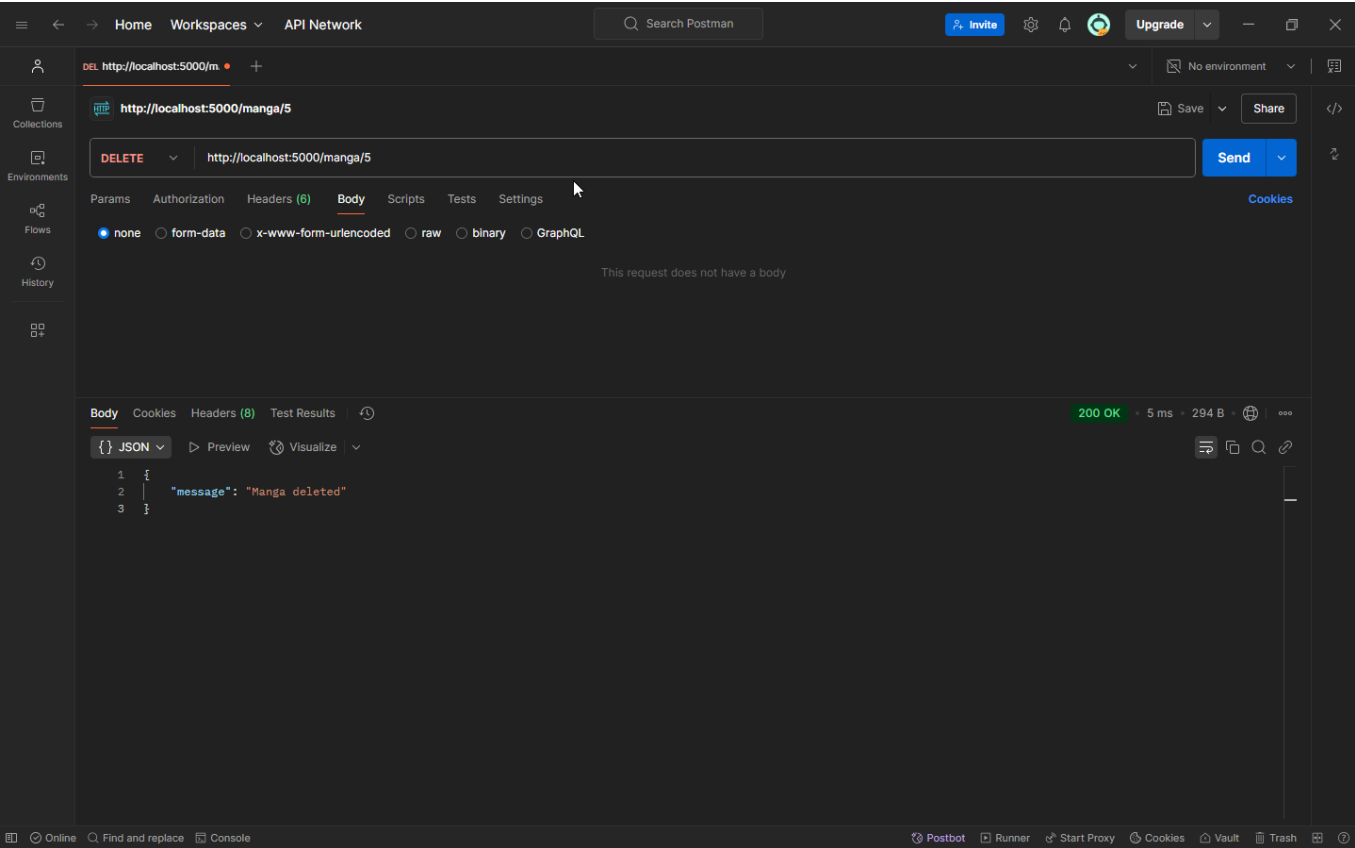 Home Workspaces API Network Search Postman Invite Upgrade
DEL http://localhost:5000/m. No environment
HTTP http://localhost:5000/manga/5 Save Share
Collections
DELETE http://localhost:5000/manga/5 Send
Environments
Params Authorization Headers (6) Body Scripts Tests Settings Cookies
Flows
none form-data x-www-form-urlencoded raw binary GraphQL
History
This request does not have a body
Body Cookies Headers (8) Test Results 200 OK • 5 ms • 294 B
{} JSON Preview Visualize
1 {
2 "message": "Manga deleted"
3 }
Online Find and replace Console Postbot Runner Start Proxy Cookies Vault Trash